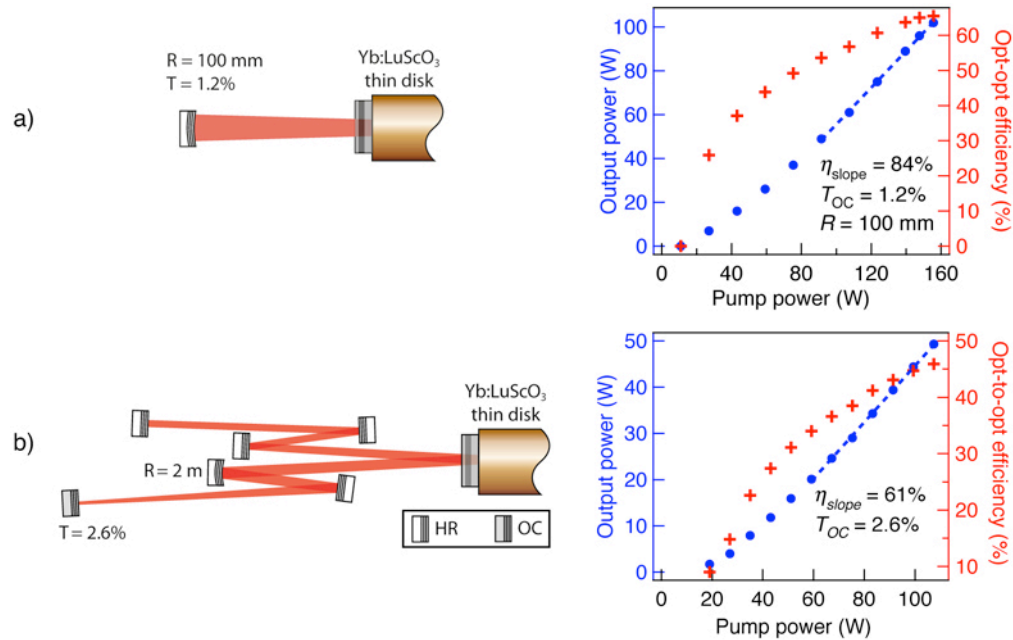 a)
R = 100 mm
T = 1.2%
Yb:LuScO₃
thin disk
Output power (W)
100
80
60
40
20
0
0
40
80
120
160
Pump power (W)
60
50
40
30
20
10
0
Opt-opt efficiency (%)
ηslope = 84%
TOC = 1.2%
R = 100 mm
b)
Yb:LuScO₃
thin disk
R = 2 m
T = 2.6%
HR
OC
Output power (W)
50
40
30
20
10
0
0
20
40
60
80
100
Pump power (W)
50
40
30
20
10
Opt-to-opt efficiency (%)
ηslope = 61%
TOC = 2.6%